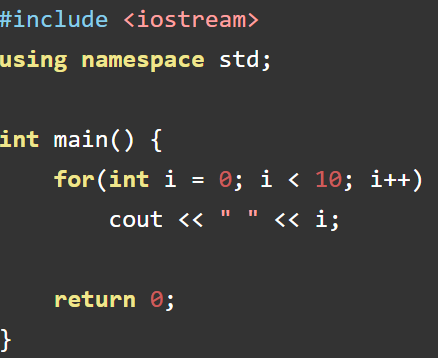 #include <iostream>
using namespace std;

int main() {
    for(int i = 0; i < 10; i++)
        cout << " " << i;

    return 0;
}